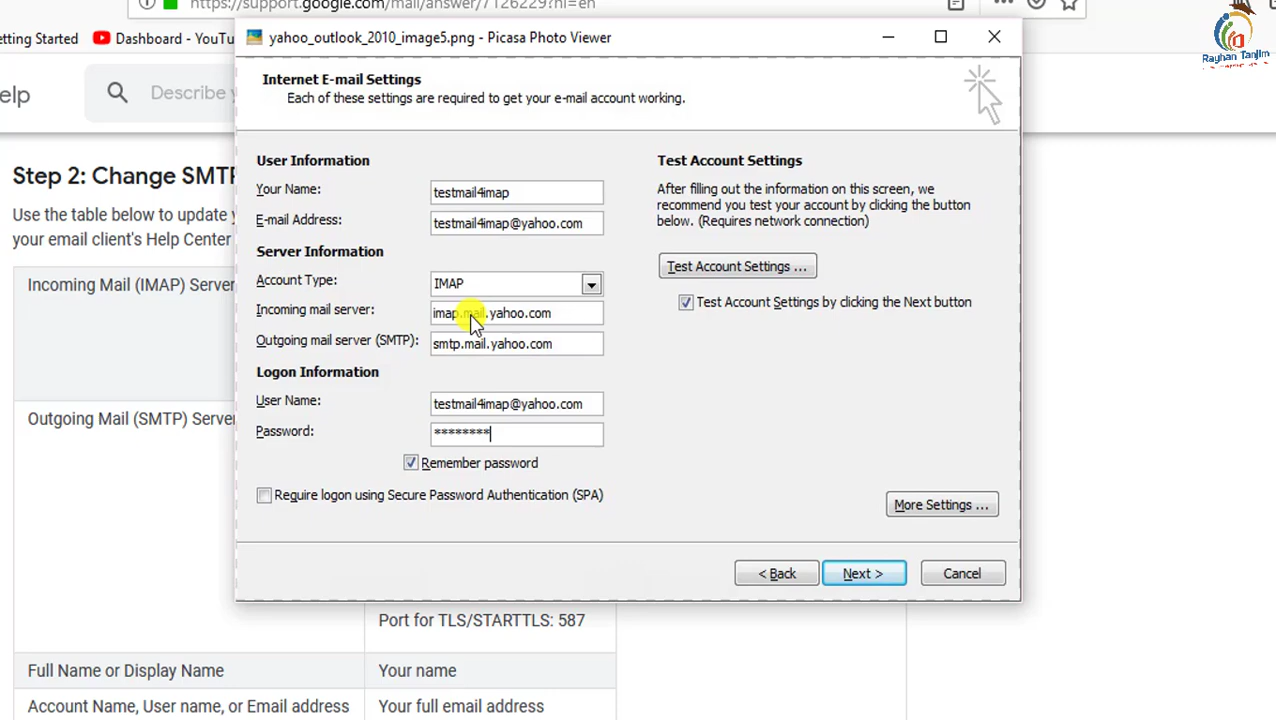 https://support.google.com/mail/answer/7126229?hl=en
etting Started
Dashboard - YouTu
Rayhan Tanjim
elp
Describe y
yahoo_outlook_2010_image5.png - Picasa Photo Viewer
Internet E-mail Settings
Each of these settings are required to get your e-mail account working.
User Information
Your Name:
testmail4imap
E-mail Address:
testmail4imap@yahoo.com
Server Information
Account Type:
IMAP
Incoming mail server:
imap.mail.yahoo.com
Outgoing mail server (SMTP):
smtp.mail.yahoo.com
Logon Information
User Name:
testmail4imap@yahoo.com
Password:
********
Remember password
Require logon using Secure Password Authentication (SPA)
Test Account Settings
After filling out the information on this screen, we
recommend you test your account by clicking the button
below. (Requires network connection)
Test Account Settings ...
Test Account Settings by clicking the Next button
More Settings ...
< Back
Next >
Cancel
Step 2: Change SMT
Use the table below to update y
your email client's Help Center
Incoming Mail (IMAP) Server
Outgoing Mail (SMTP) Server
Port for TLS/STARTTLS: 587
Full Name or Display Name
Your name
Account Name, User name, or Email address
Your full email address